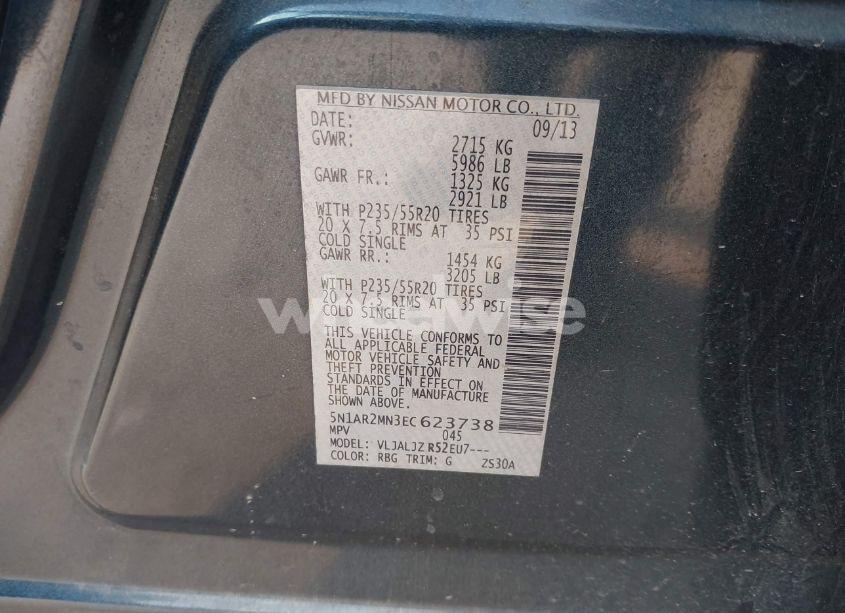 MFD BY NISSAN MOTOR CO., LTD.
DATE: 09/13
GVWR: 2715 KG
5986 LB
GAWR FR.: 1325 KG
2921 LB
WITH P235/55R20 TIRES
20 X 7.5 RIMS AT 35 PSI
COLD SINGLE
GAWR RR.: 1454 KG
3205 LB
WITH P235/55R20 TIRES
20 X 7.5 RIMS AT 35 PSI
COLD SINGLE
THIS VEHICLE CONFORMS TO
ALL APPLICABLE FEDERAL
MOTOR VEHICLE SAFETY AND
THEFT PREVENTION
STANDARDS IN EFFECT ON
THE DATE OF MANUFACTURE
SHOWN ABOVE.
5N1AR2MN3EC623738
MPV 045
MODEL: VLJALJZ R52EU7---
COLOR: RBG TRIM: G ZS30A